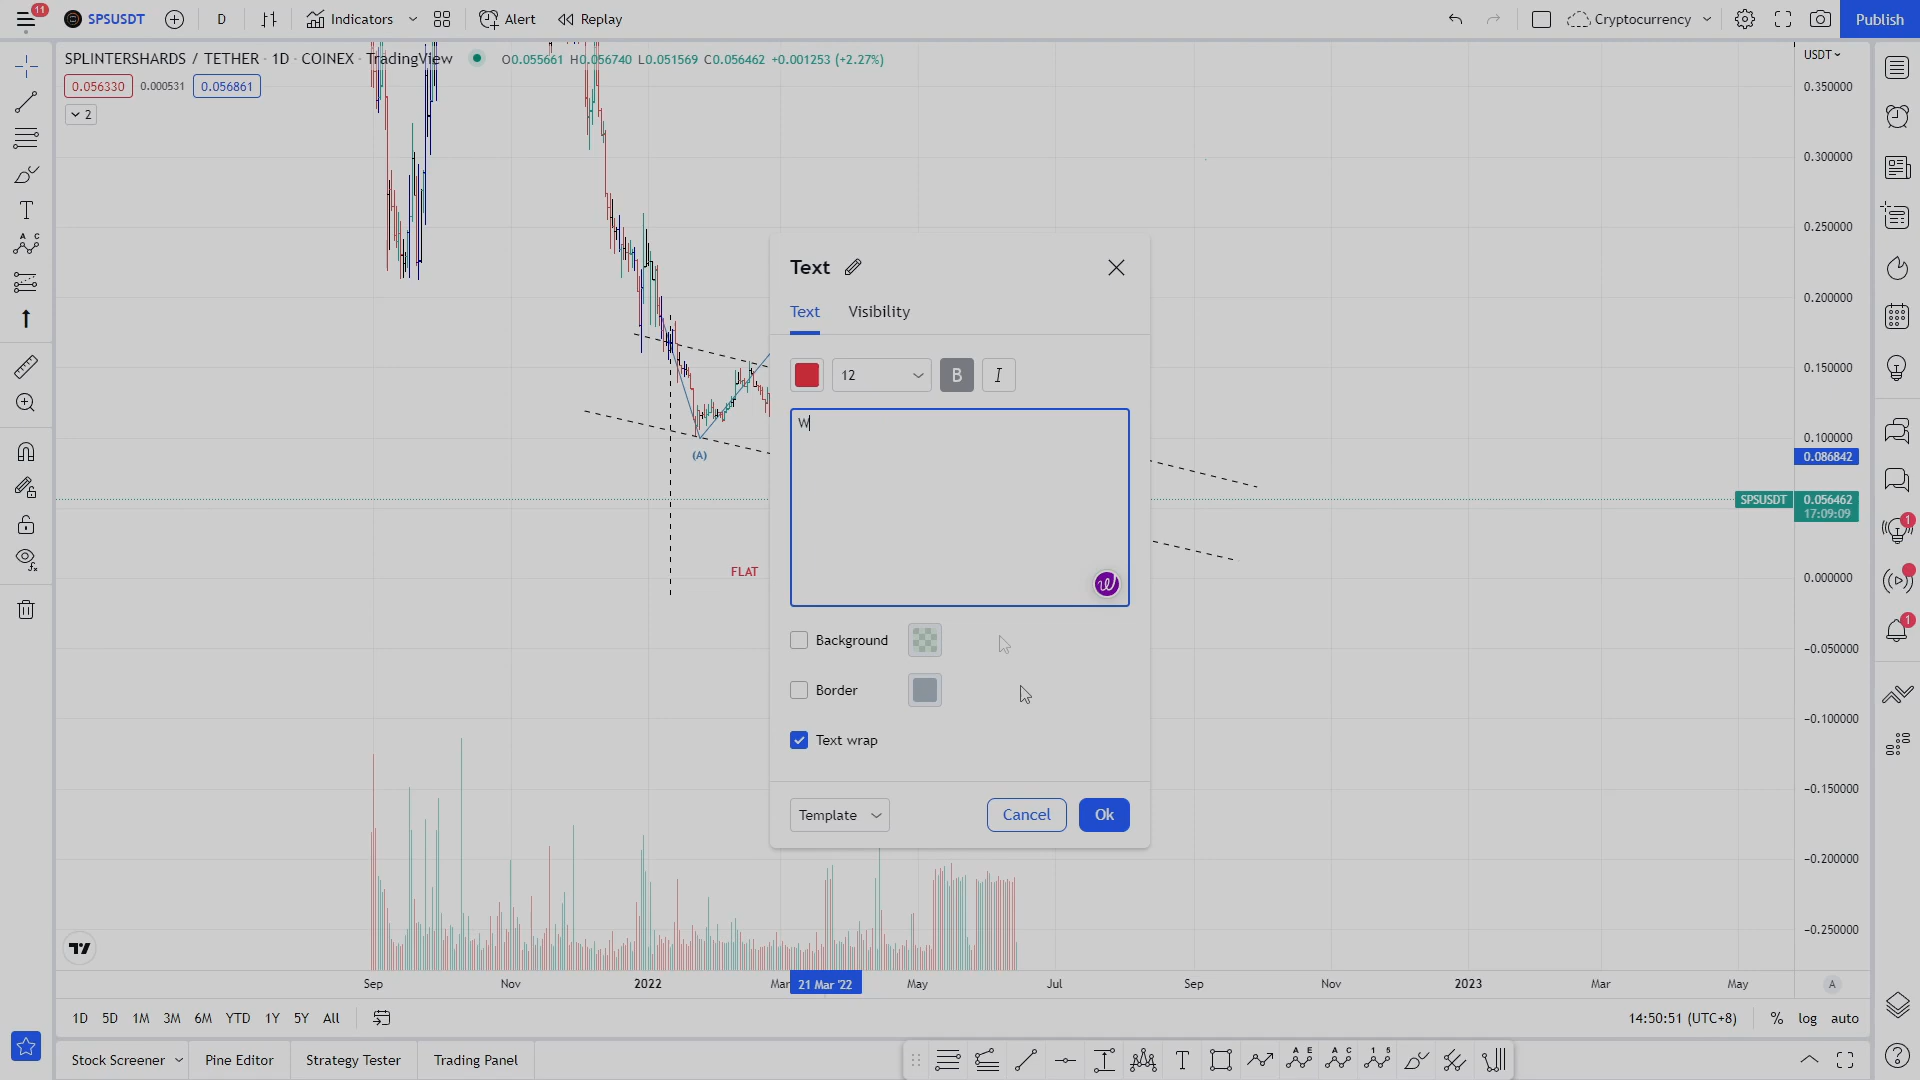 11
SPSUSDT
D
Indicators
Alert
Replay
Cryptocurrency
Publish
SPLINTERSHARDS / TETHER · 1D · COINEX · TradingView
O0.055661 H0.056740 L0.051569 C0.056462 +0.001253 (+2.27%)
0.056330 0.000531 0.056861
2
USDT
0.350000
0.300000
0.250000
0.200000
0.150000
0.100000
0.086842
SPSUSDT 0.056462
17:09:09
0.000000
−0.050000
−0.100000
−0.150000
−0.200000
−0.250000
(A)
FLAT
Text
Text Visibility
12 B I
W
Background
Border
Text wrap
Template Cancel Ok
A C
1
1
Sep Nov 2022 Mar 21 Mar '22 May Jul Sep Nov 2023 Mar May A
1D 5D 1M 3M 6M YTD 1Y 5Y All
14:50:51 (UTC+8) % log auto
Stock Screener Pine Editor Strategy Tester Trading Panel
A E A C 1 5